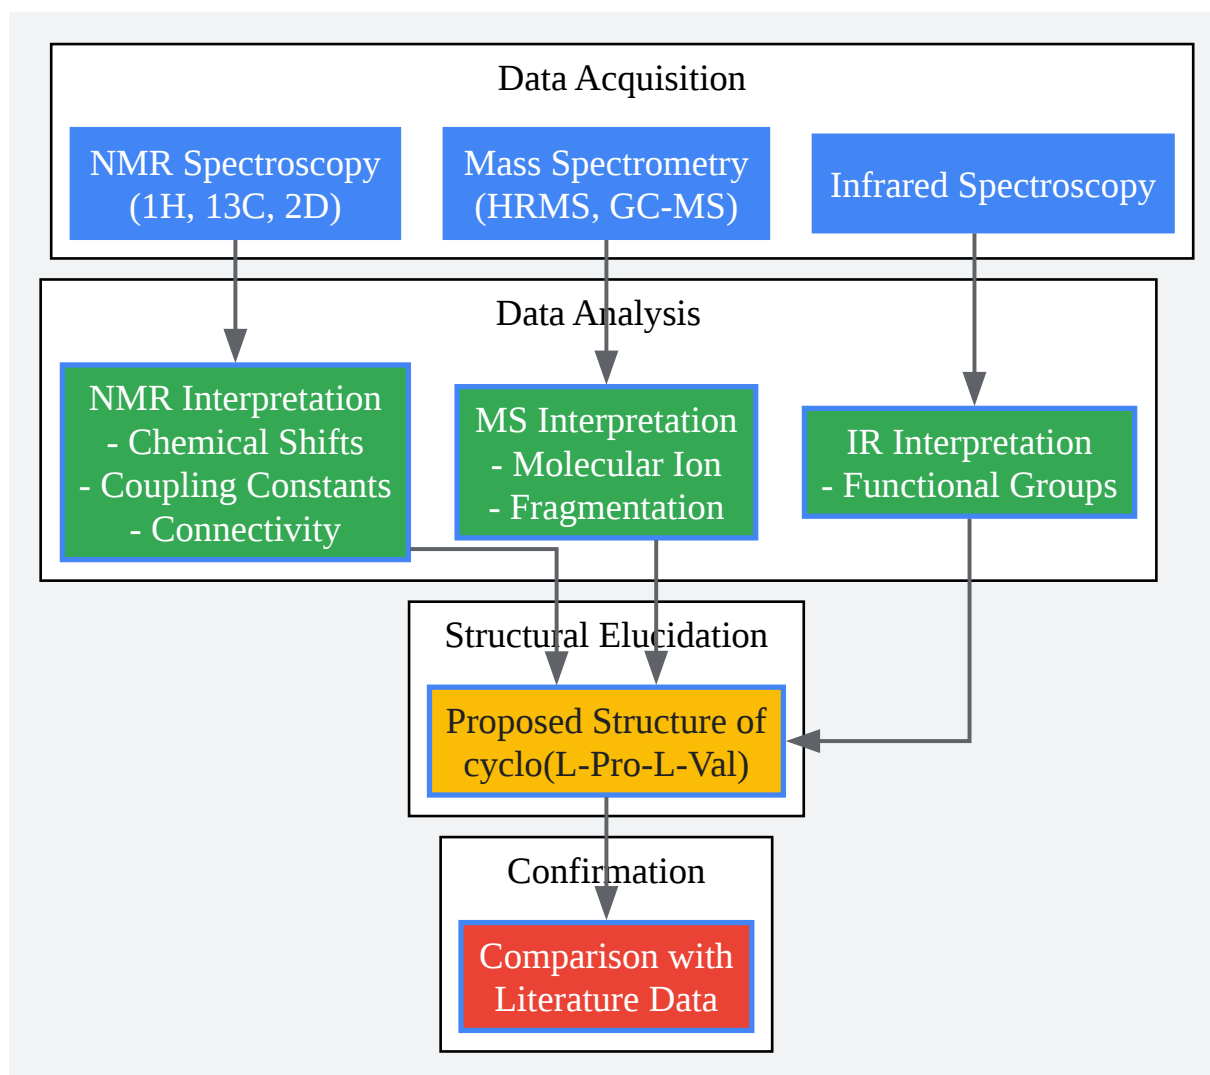 Data Acquisition
NMR Spectroscopy
(1H, 13C, 2D)
Mass Spectrometry
(HRMS, GC-MS)
Infrared Spectroscopy
Data Analysis
NMR Interpretation
- Chemical Shifts
- Coupling Constants
- Connectivity
MS Interpretation
- Molecular Ion
- Fragmentation
IR Interpretation
- Functional Groups
Structural Elucidation
Proposed Structure of
cyclo(L-Pro-L-Val)
Confirmation
Comparison with
Literature Data